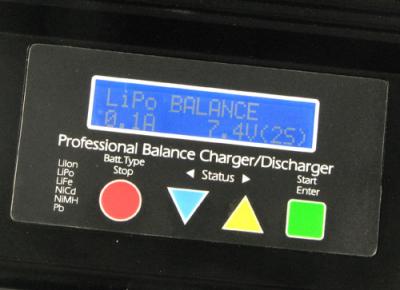 LiPo BALANCE
0.1A 7.4V(2S)
Professional Balance Charger/Discharger
LiIon
LiPo
LiFe
NiCd
NiMH
Pb
Batt.Type
Stop
◄ Status ►
Start
Enter